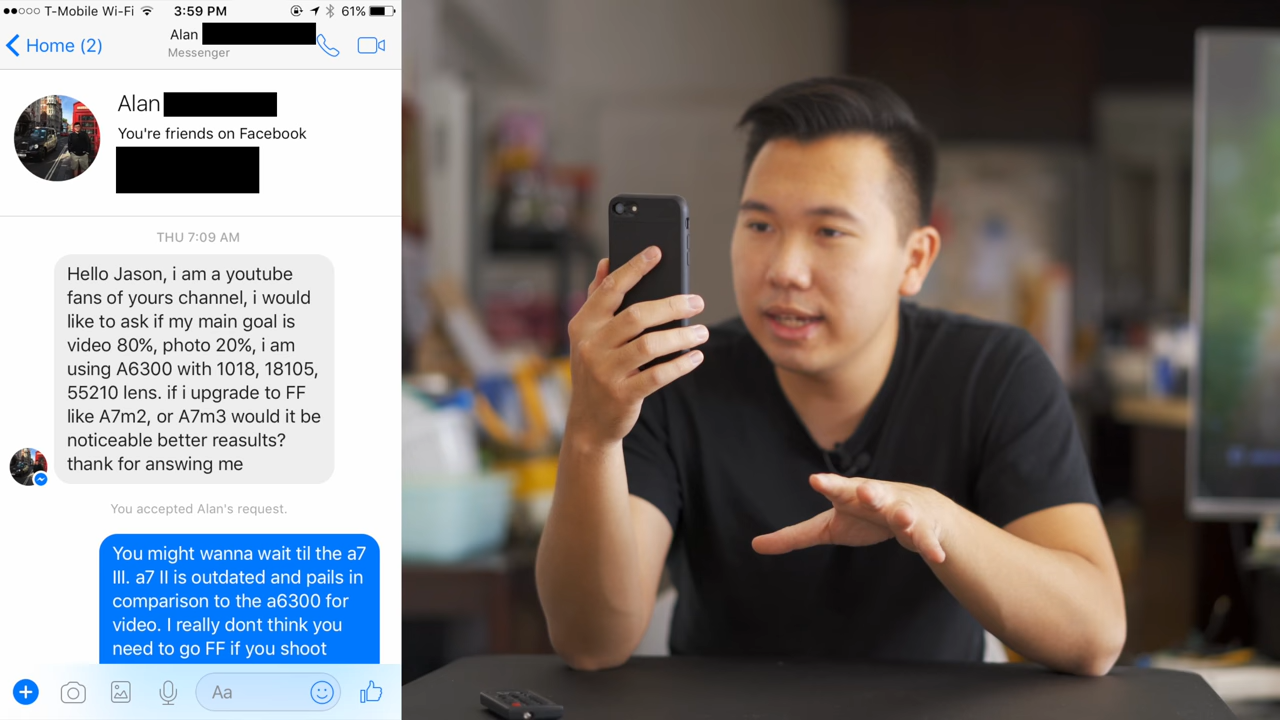 T-Mobile Wi-Fi 3:59 PM 61%
Home (2)
Alan
Messenger
Alan
You're friends on Facebook
THU 7:09 AM
Hello Jason, i am a youtube
fans of yours channel, i would
like to ask if my main goal is
video 80%, photo 20%, i am
using A6300 with 1018, 18105,
55210 lens. if i upgrade to FF
like A7m2, or A7m3 would it be
noticeable better reasults?
thank for answing me
You accepted Alan's request.
You might wanna wait til the a7
III. a7 II is outdated and pails in
comparison to the a6300 for
video. I really dont think you
need to go FF if you shoot
Aa